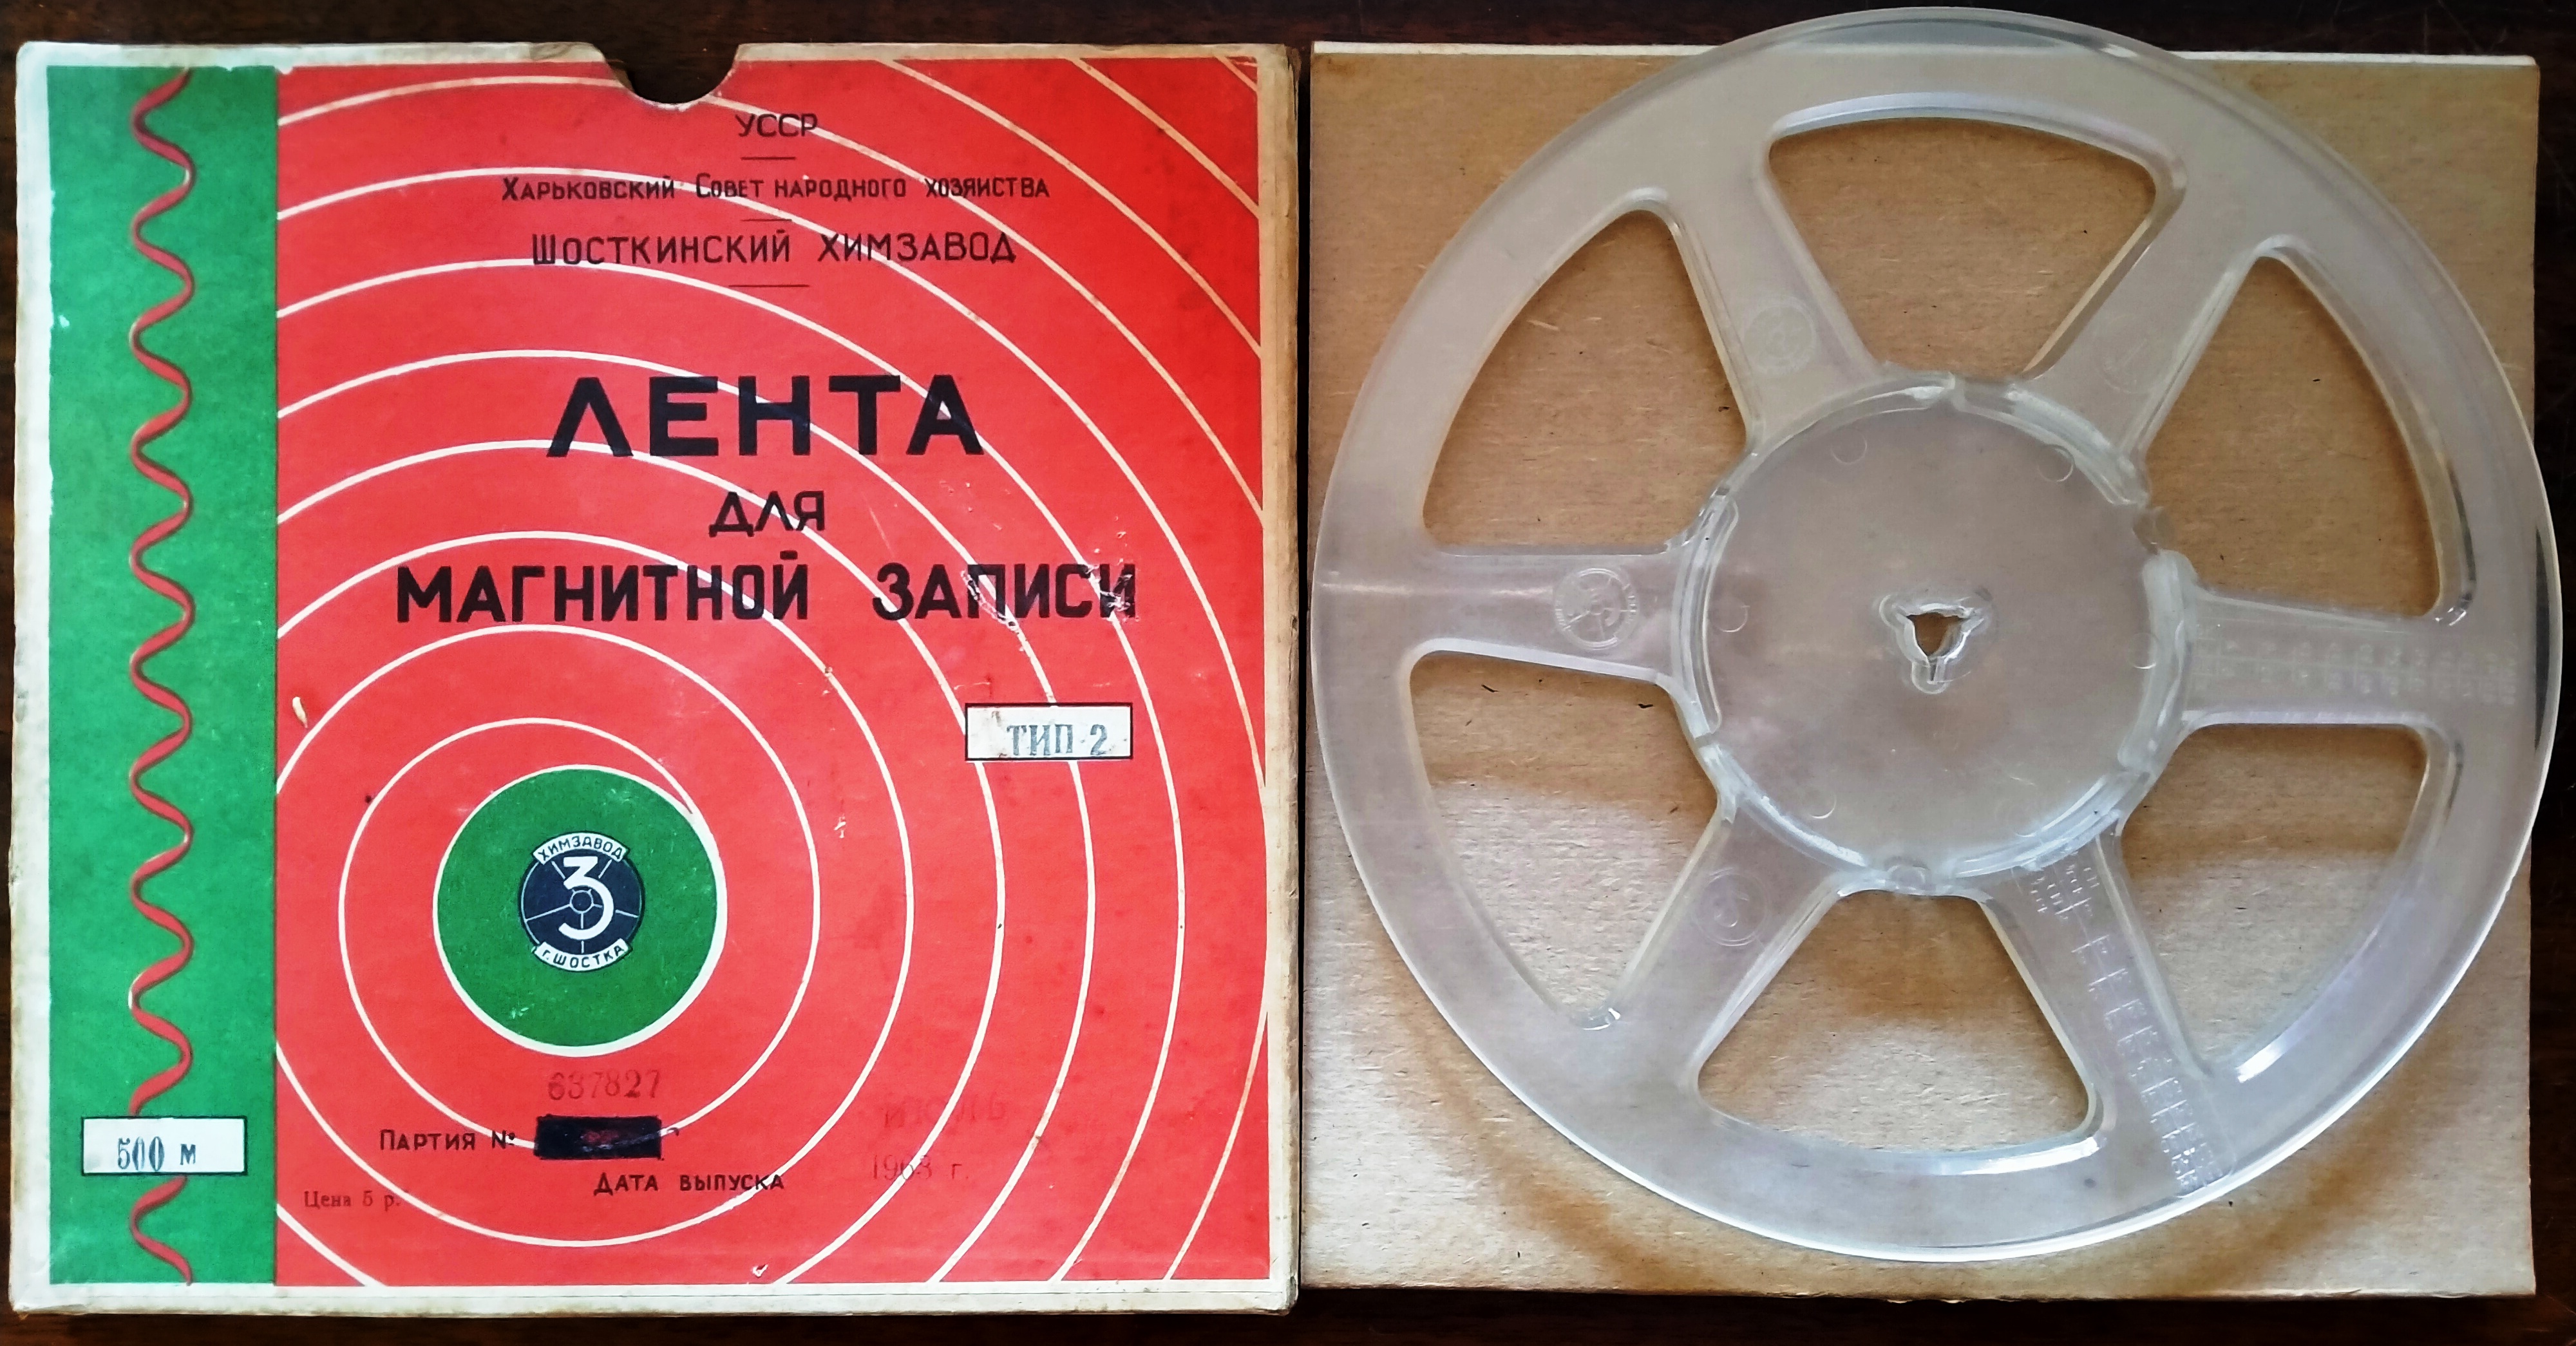 УССР
Харьковский Совет народного хозяйства
Шосткинский химзавод
ЛЕНТА
для
МАГНИТНОЙ ЗАПИСИ
ТИП 2
ХИМЗАВОД
3
г. ШОСТКА
637827
Партия №
Дата выпуска
1963 г.
500 м
Цена 5 р.